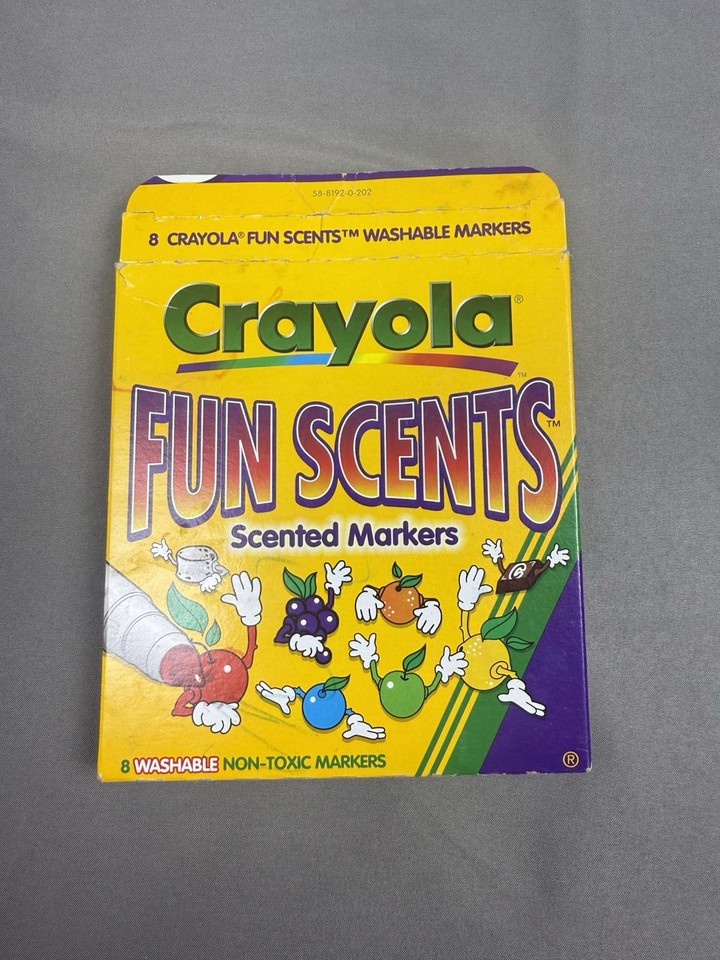 58-8192-0-202
8 CRAYOLA® FUN SCENTS™ WASHABLE MARKERS
Crayola®
™
FUN SCENTS™
Scented Markers
C
8 WASHABLE NON-TOXIC MARKERS
®